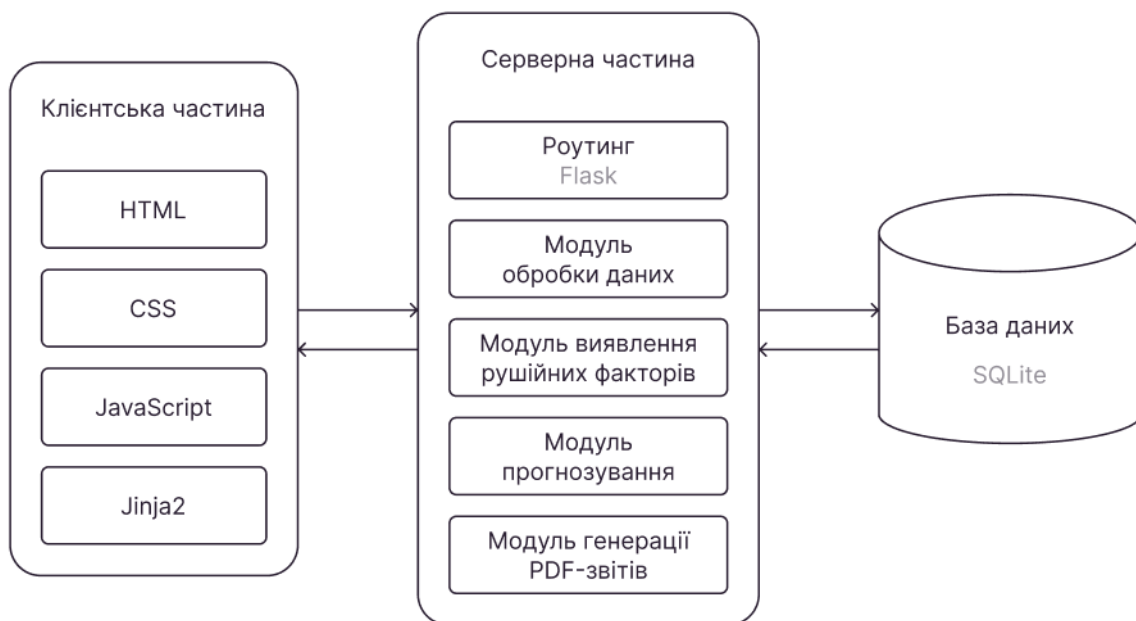 Клієнтська частина
HTML
CSS
JavaScript
Jinja2
Серверна частина
Роутинг
Flask
Модуль
обробки даних
Модуль виявлення
рушійних факторів
Модуль
прогнозування
Модуль генерації
PDF-звітів
База даних
SQLite